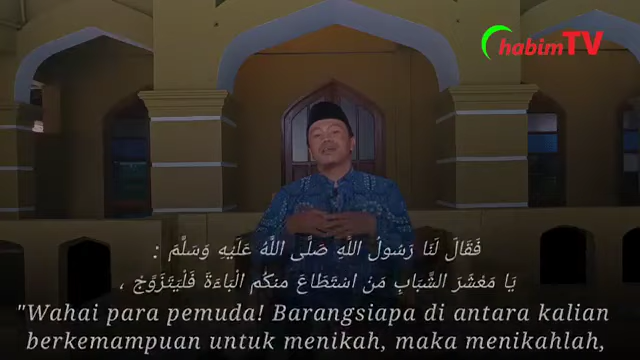 habimTV
فَقَالَ لَنَا رَسُولُ اللَّهِ صَلَّى اللَّهُ عَلَيْهِ وَسَلَّمَ :
يَا مَعْشَرَ الشَّبَابِ مَنِ اسْتَطَاعَ مِنكُم الْبَاءَةَ فَلْيَتَزَوَّجْ ،
"Wahai para pemuda! Barangsiapa di antara kalian
berkemampuan untuk menikah, maka menikahlah,